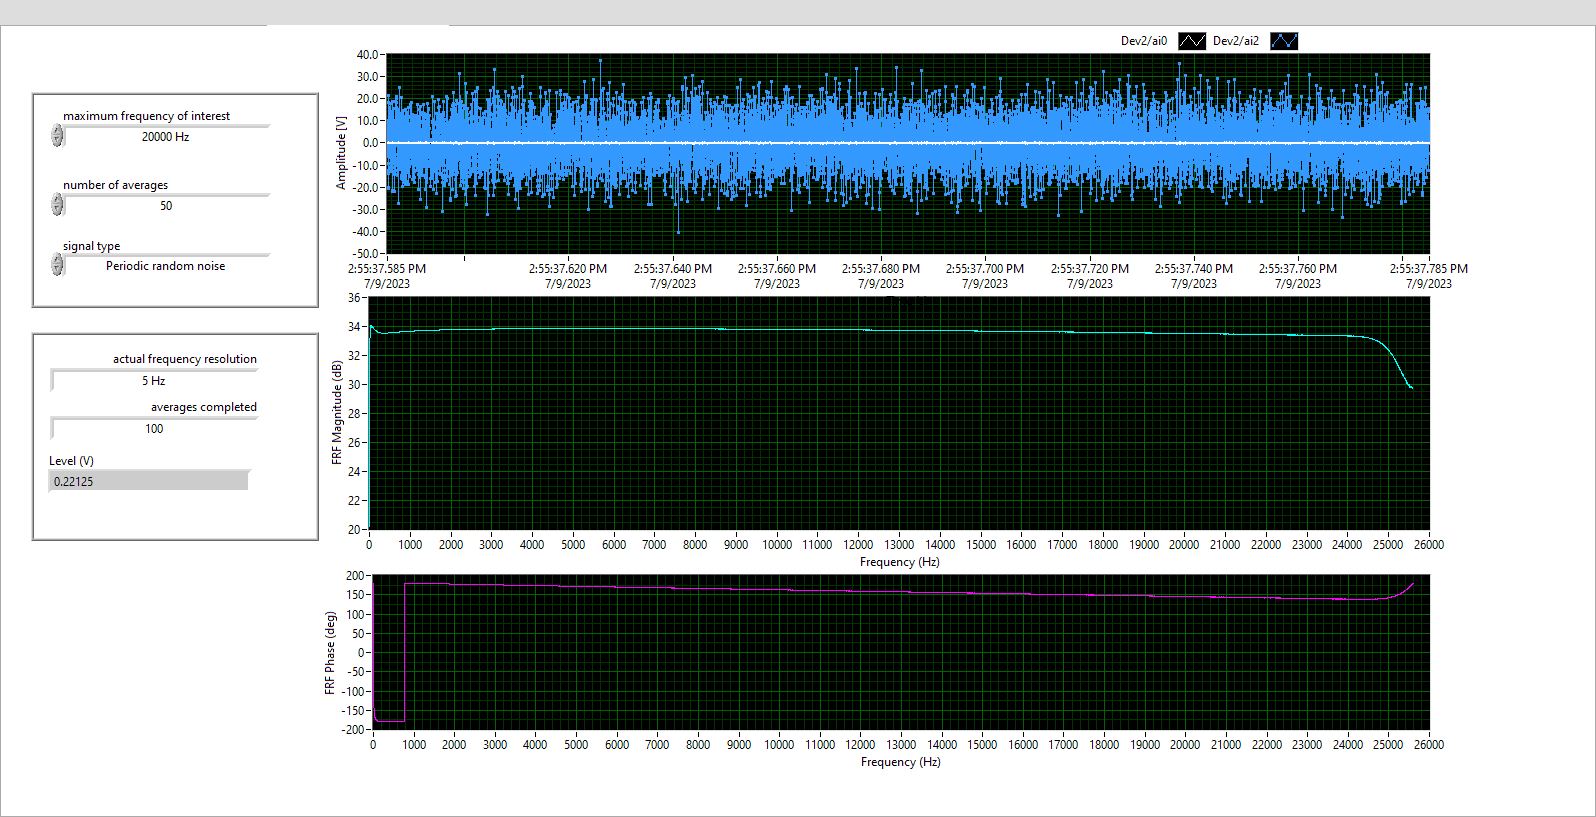 Dev2/ai0 Dev2/ai2
maximum frequency of interest
20000 Hz
number of averages
50
signal type
Periodic random noise
actual frequency resolution
5 Hz
averages completed
100
Level (V)
0.22125
Amplitude [V]
40.0
30.0
20.0
10.0
0.0
-10.0
-20.0
-30.0
-40.0
-50.0
2:55:37.585 PM 2:55:37.620 PM 2:55:37.640 PM 2:55:37.660 PM 2:55:37.680 PM 2:55:37.700 PM 2:55:37.720 PM 2:55:37.740 PM 2:55:37.760 PM 2:55:37.785 PM
7/9/2023 7/9/2023 7/9/2023 7/9/2023 7/9/2023 7/9/2023 7/9/2023 7/9/2023 7/9/2023 7/9/2023
FRF Magnitude (dB)
36
34
32
30
28
26
24
22
20
0 1000 2000 3000 4000 5000 6000 7000 8000 9000 10000 11000 12000 13000 14000 15000 16000 17000 18000 19000 20000 21000 22000 23000 24000 25000 26000
Frequency (Hz)
FRF Phase (deg)
200
150
100
50
0
-50
-100
-150
-200
0 1000 2000 3000 4000 5000 6000 7000 8000 9000 10000 11000 12000 13000 14000 15000 16000 17000 18000 19000 20000 21000 22000 23000 24000 25000 26000
Frequency (Hz)